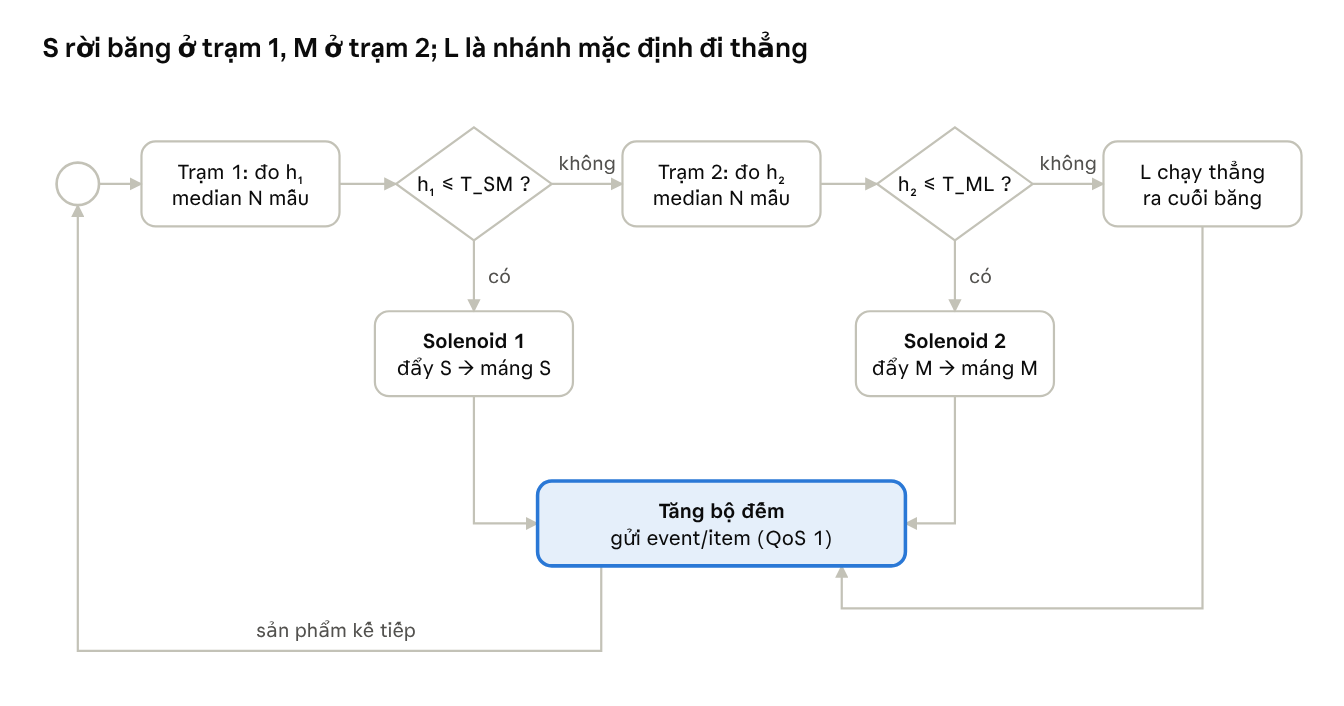 S rời băng ở trạm 1, M ở trạm 2; L là nhánh mặc định đi thẳng
Trạm 1: đo h₁
median N mẫu
h₁ ≤ T_SM ?
không
Trạm 2: đo h₂
median N mẫu
h₂ ≤ T_ML ?
không
L chạy thẳng
ra cuối băng
có
có
Solenoid 1
đẩy S → máng S
Solenoid 2
đẩy M → máng M
Tăng bộ đếm
gửi event/item (QoS 1)
sản phẩm kế tiếp